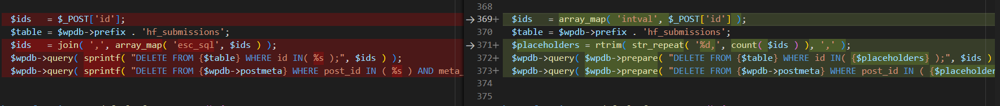 $ids   = $_POST['id'];
$table = $wpdb->prefix . 'hf_submissions';
$ids   = join( ',', array_map( 'esc_sql', $ids ) );
$wpdb->query( sprintf( "DELETE FROM {$table} WHERE id IN( %s );", $ids ) );
$wpdb->query( sprintf( "DELETE FROM {$wpdb->postmeta} WHERE post_id IN ( %s ) AND meta_
368
→369+ $ids   = array_map( 'intval', $_POST['id'] );
370 $table = $wpdb->prefix . 'hf_submissions';
→371+ $placeholders = rtrim( str_repeat( '%d,', count( $ids ) ), ',' );
372+ $wpdb->query( $wpdb->prepare( "DELETE FROM {$table} WHERE id IN( {$placeholders} );", $ids )
373+ $wpdb->query( $wpdb->prepare( "DELETE FROM {$wpdb->postmeta} WHERE post_id IN ( {$placeholder
374
375